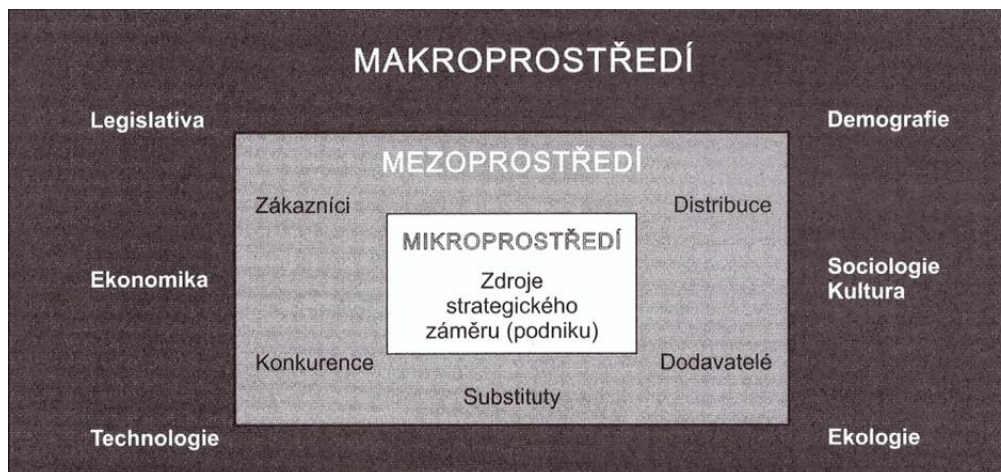 MAKROPROSTŘEDÍ
Legislativa
Demografie
MEZOPROSTŘEDÍ
Zákazníci
Distribuce
MIKROPROSTŘEDÍ
Zdroje
strategického
záměru (podniku)
Ekonomika
Sociologie
Kultura
Konkurence
Dodavatelé
Substituty
Technologie
Ekologie